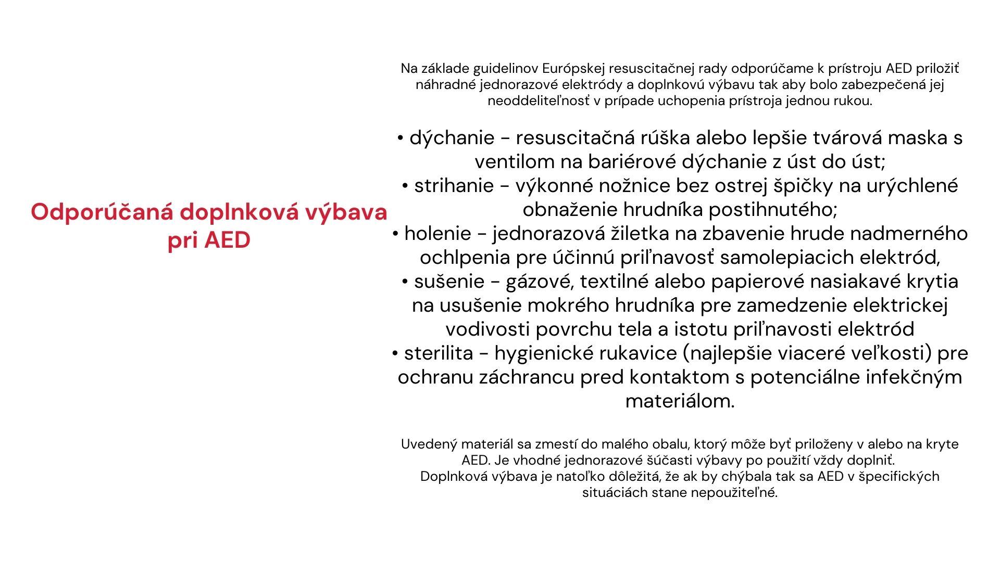 Odporúčaná doplnková výbava
pri AED
Na základe guidelinov Európskej resuscitačnej rady odporúčame k prístroju AED priložiť
náhradné jednorazové elektródy a doplnkovú výbavu tak aby bolo zabezpečená jej
neoddeliteľnosť v prípade uchopenia prístroja jednou rukou.
• dýchanie – resuscitačná rúška alebo lepšie tvárová maska s
ventilom na bariérové dýchanie z úst do úst;
• strihanie – výkonné nožnice bez ostrej špičky na urýchlené
obnaženie hrudníka postihnutého;
• holenie – jednorazová žiletka na zbavenie hrude nadmerného
ochlpenia pre účinnú priľnavosť samolepiacich elektród,
• sušenie – gázové, textilné alebo papierové nasiakavé krytia
na usušenie mokrého hrudníka pre zamedzenie elektrickej
vodivosti povrchu tela a istotu priľnavosti elektród
• sterilita – hygienické rukavice (najlepšie viaceré veľkosti) pre
ochranu záchrancu pred kontaktom s potenciálne infekčným
materiálom.
Uvedený materiál sa zmestí do malého obalu, ktorý môže byť priloženy v alebo na kryte
AED. Je vhodné jednorazové šúčasti výbavy po použití vždy doplniť.
Doplnková výbava je natoľko dôležitá, že ak by chýbala tak sa AED v špecifických
situáciách stane nepoužiteľné.